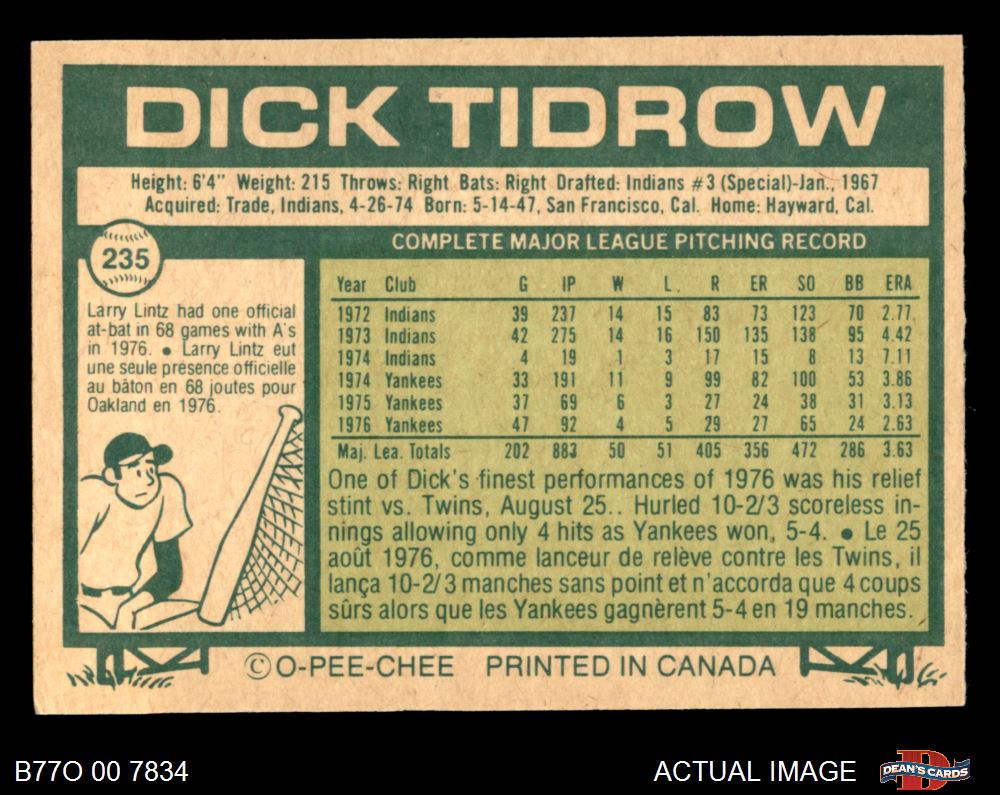 DICK TIDROW
Height: 6'4" Weight: 215 Throws: Right Bats: Right Drafted: Indians #3 (Special)-Jan., 1967
Acquired: Trade, Indians, 4-26-74 Born: 5-14-47, San Francisco, Cal. Home: Hayward, Cal.
235
Larry Lintz had one official
at-bat in 68 games with A's
in 1976. ● Larry Lintz eut
une seule présence officielle
au bâton en 68 joutes pour
Oakland en 1976.
COMPLETE MAJOR LEAGUE PITCHING RECORD
Year Club G IP W L R ER SO BB ERA
1972 Indians 39 237 14 15 83 73 123 70 2.77
1973 Indians 42 275 14 16 150 135 138 95 4.42
1974 Indians 4 19 1 3 17 15 8 13 7.11
1974 Yankees 33 191 11 9 99 82 100 53 3.86
1975 Yankees 37 69 6 3 27 24 38 31 3.13
1976 Yankees 47 92 4 5 29 27 65 24 2.63
Maj. Lea. Totals 202 883 50 51 405 356 472 286 3.63
One of Dick's finest performances of 1976 was his relief
stint vs. Twins, August 25.. Hurled 10-2/3 scoreless in-
nings allowing only 4 hits as Yankees won, 5-4. ● Le 25
août 1976, comme lanceur de relève contre les Twins, il
lança 10-2/3 manches sans point et n'accorda que 4 coups
sûrs alors que les Yankees gagnèrent 5-4 en 19 manches.
© O-PEE-CHEE PRINTED IN CANADA
B77O 00 7834
ACTUAL IMAGE
DEAN'S CARDS